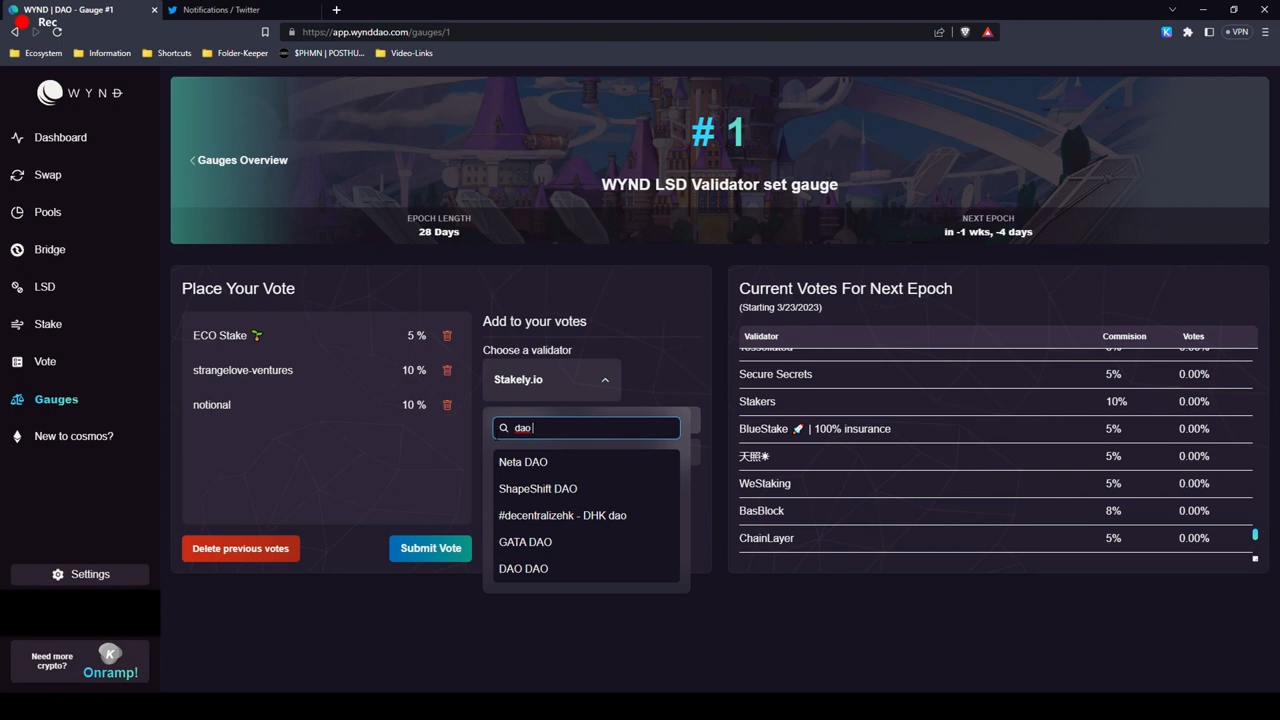 WYND | DAO - Gauge #1
Notifications / Twitter
Rec
https://app.wynddao.com/gauges/1
VPN
Ecosystem
Information
Shortcuts
Folder-Keeper
$PHMN | POSTHU...
Video-Links
WYND
Dashboard
Swap
Pools
Bridge
LSD
Stake
Vote
Gauges
New to cosmos?
Settings
Need more
crypto?
K
Onramp!
Gauges Overview
# 1
WYND LSD Validator set gauge
EPOCH LENGTH
28 Days
NEXT EPOCH
in -1 wks, -4 days
Place Your Vote
ECO Stake 🌱 5 %
strangelove-ventures 10 %
notional 10 %
Delete previous votes
Submit Vote
Add to your votes
Choose a validator
Stakely.io
dao
Neta DAO
ShapeShift DAO
#decentralizehk - DHK dao
GATA DAO
DAO DAO
Current Votes For Next Epoch
(Starting 3/23/2023)
Validator Commision Votes
Secure Secrets 5% 0.00%
Stakers 10% 0.00%
BlueStake 🚀 | 100% insurance 5% 0.00%
天照☀ 5% 0.00%
WeStaking 5% 0.00%
BasBlock 8% 0.00%
ChainLayer 5% 0.00%